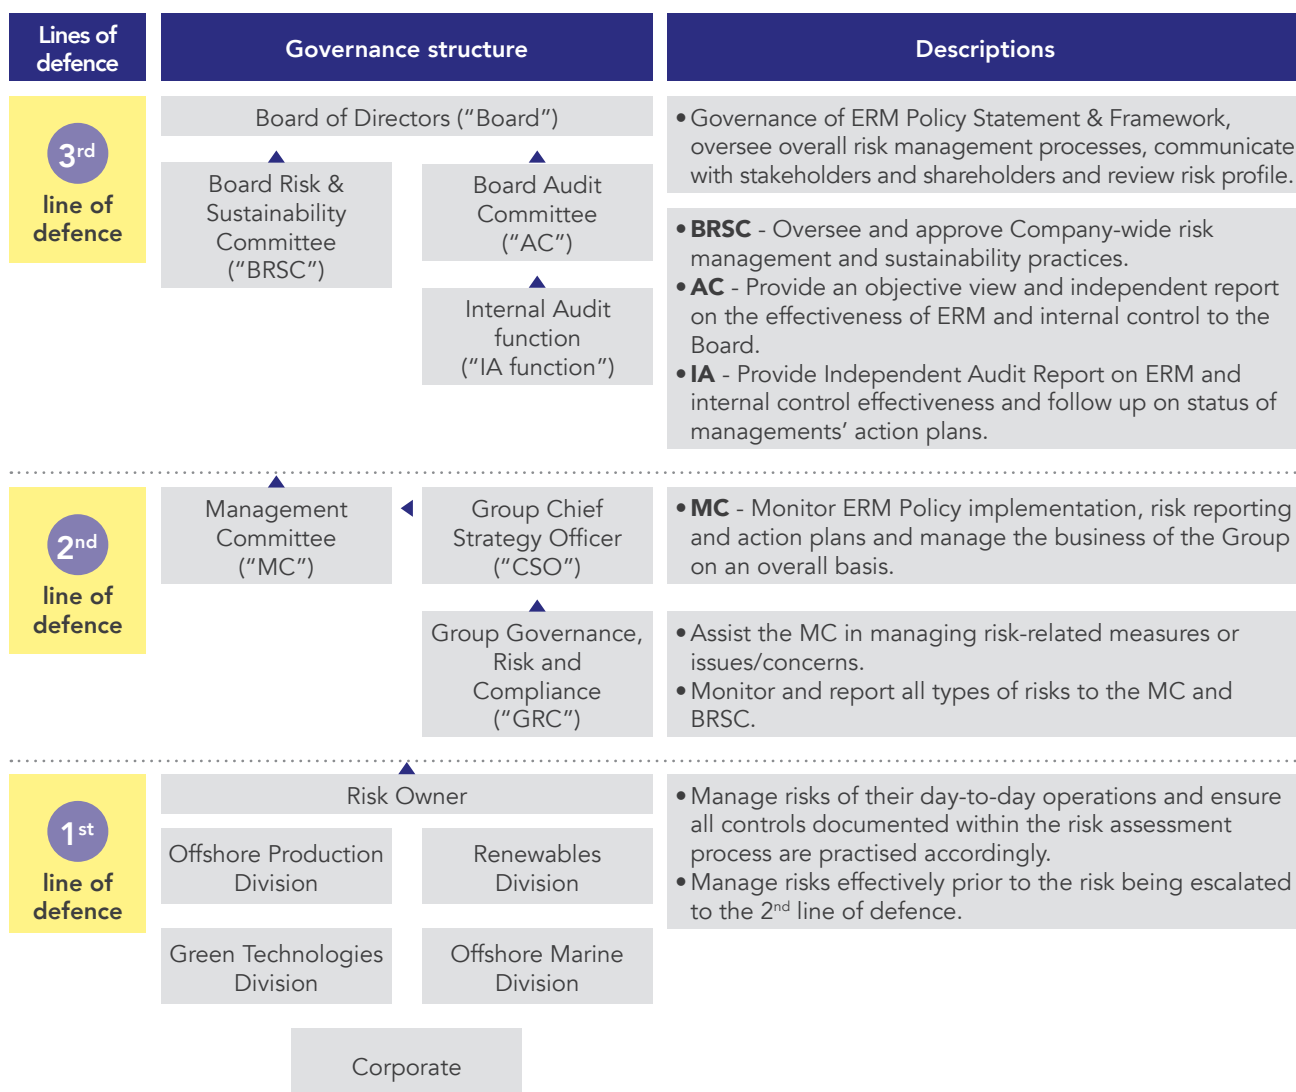 Lines of
defence
Governance structure
Descriptions
3rd
line of
defence
Board of Directors (“Board”)
Board Risk &
Sustainability
Committee
(“BRSC”)
Board Audit
Committee
(“AC”)
Internal Audit
function
(“IA function”)
• Governance of ERM Policy Statement & Framework,
oversee overall risk management processes, communicate
with stakeholders and shareholders and review risk profile.
• BRSC - Oversee and approve Company-wide risk
management and sustainability practices.
• AC - Provide an objective view and independent report
on the effectiveness of ERM and internal control to the
Board.
• IA - Provide Independent Audit Report on ERM and
internal control effectiveness and follow up on status of
managements’ action plans.
2nd
line of
defence
Management
Committee
(“MC”)
Group Chief
Strategy Officer
(“CSO”)
Group Governance,
Risk and
Compliance
(“GRC”)
• MC - Monitor ERM Policy implementation, risk reporting
and action plans and manage the business of the Group
on an overall basis.
• Assist the MC in managing risk-related measures or
issues/concerns.
• Monitor and report all types of risks to the MC and
BRSC.
1st
line of
defence
Risk Owner
Offshore Production
Division
Renewables
Division
Green Technologies
Division
Offshore Marine
Division
Corporate
• Manage risks of their day-to-day operations and ensure
all controls documented within the risk assessment
process are practised accordingly.
• Manage risks effectively prior to the risk being escalated
to the 2nd line of defence.